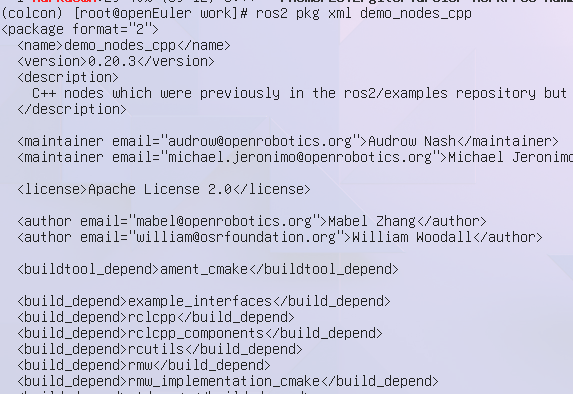 (colcon) [root@openEuler work]# ros2 pkg xml demo_nodes_cpp
<package format="2">
  <name>demo_nodes_cpp</name>
  <version>0.20.3</version>
  <description>
    C++ nodes which were previously in the ros2/examples repository but
  </description>

  <maintainer email="audrow@openrobotics.org">Audrow Nash</maintainer>
  <maintainer email="michael.jeronimo@openrobotics.org">Michael Jeronimo

  <license>Apache License 2.0</license>

  <author email="mabel@openrobotics.org">Mabel Zhang</author>
  <author email="william@osrfoundation.org">William Woodall</author>

  <buildtool_depend>ament_cmake</buildtool_depend>

  <build_depend>example_interfaces</build_depend>
  <build_depend>rclcpp</build_depend>
  <build_depend>rclcpp_components</build_depend>
  <build_depend>rcutils</build_depend>
  <build_depend>rmw</build_depend>
  <build_depend>rmw_implementation_cmake</build_depend>